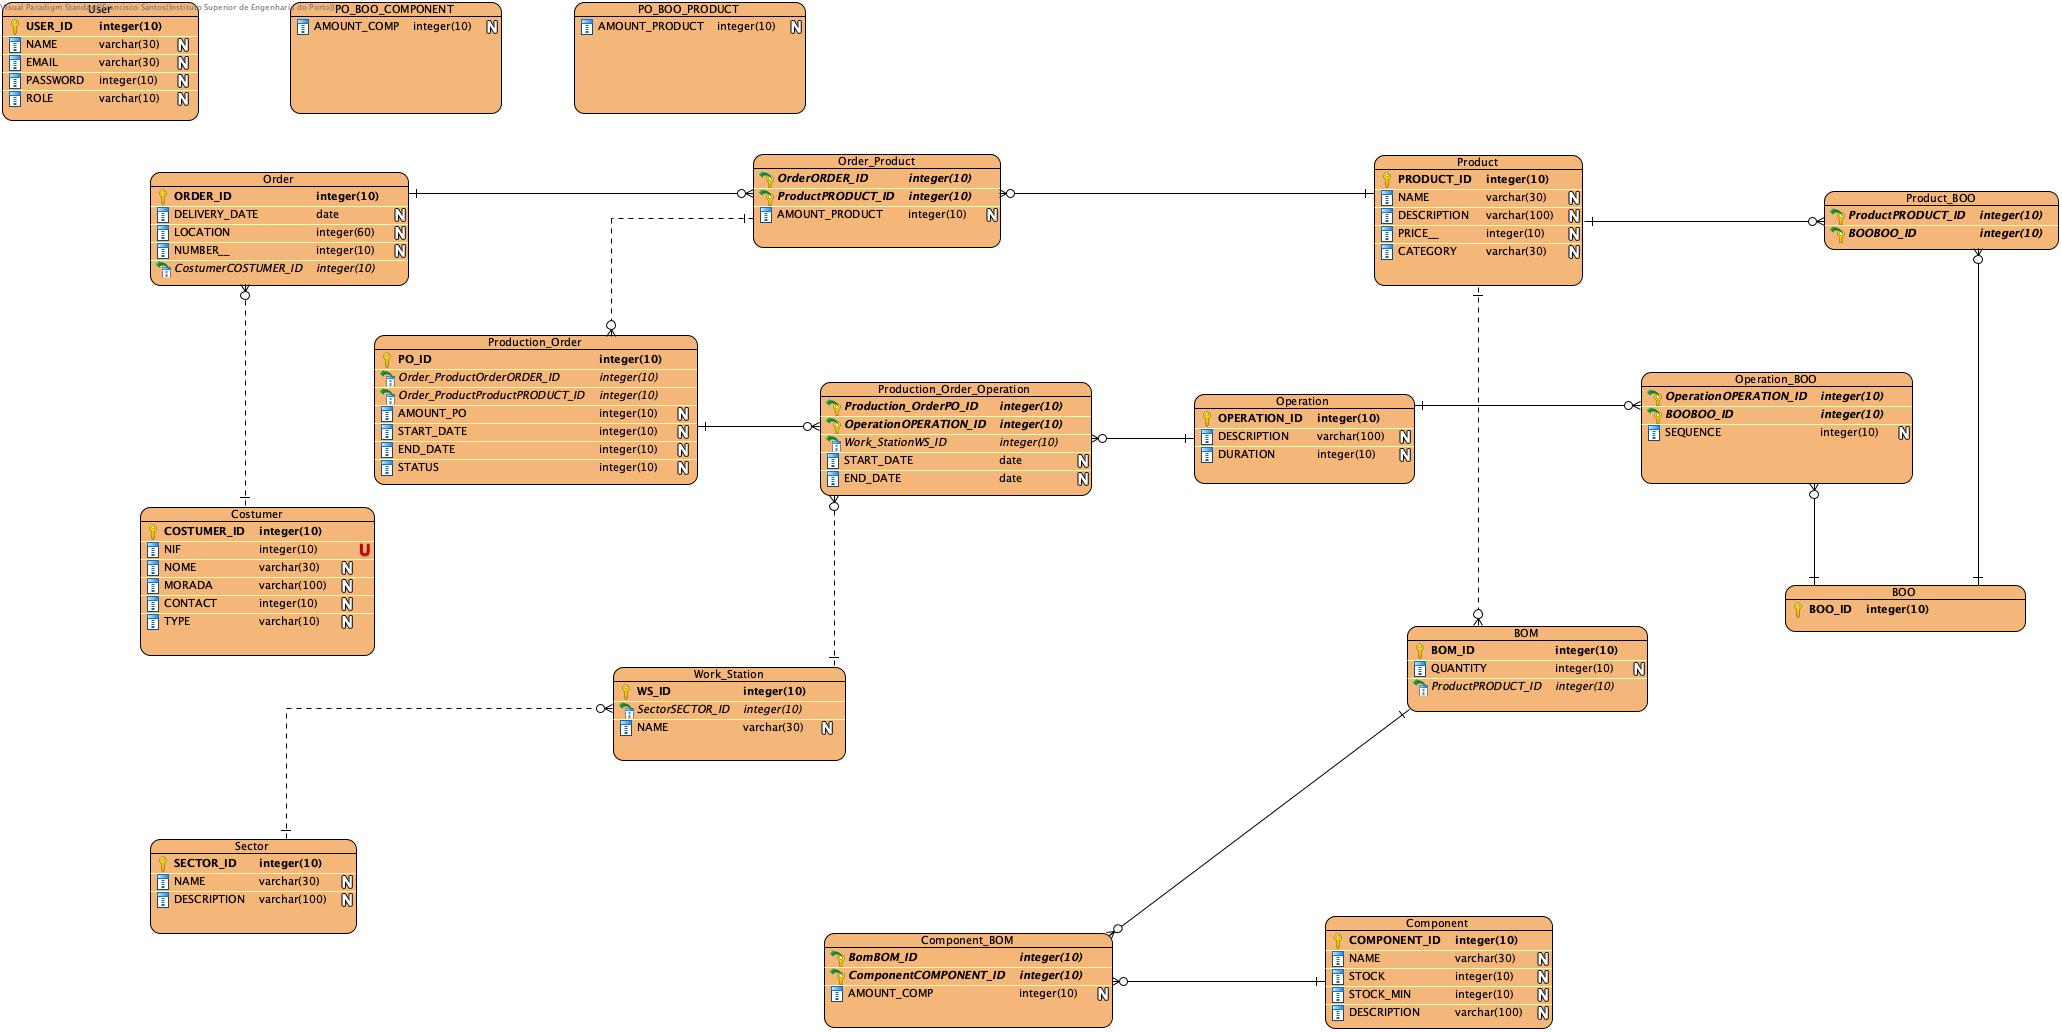 Visual Paradigm Standard(Francisco Santos(Instituto Superior de Engenharia do Porto))
User
USER_ID integer(10)
NAME varchar(30) N
EMAIL varchar(30) N
PASSWORD integer(10) N
ROLE varchar(10) N
PO_BOO_COMPONENT
AMOUNT_COMP integer(10) N
PO_BOO_PRODUCT
AMOUNT_PRODUCT integer(10) N
Order
ORDER_ID integer(10)
DELIVERY_DATE date N
LOCATION integer(60) N
NUMBER__ integer(10) N
CostumerCOSTUMER_ID integer(10)
Order_Product
OrderORDER_ID integer(10)
ProductPRODUCT_ID integer(10)
AMOUNT_PRODUCT integer(10) N
Product
PRODUCT_ID integer(10)
NAME varchar(30) N
DESCRIPTION varchar(100) N
PRICE__ integer(10) N
CATEGORY varchar(30) N
Product_BOO
ProductPRODUCT_ID integer(10)
BOOBOO_ID integer(10)
Production_Order
PO_ID integer(10)
Order_ProductOrderORDER_ID integer(10)
Order_ProductProductPRODUCT_ID integer(10)
AMOUNT_PO integer(10) N
START_DATE integer(10) N
END_DATE integer(10) N
STATUS integer(10) N
Production_Order_Operation
Production_OrderPO_ID integer(10)
OperationOPERATION_ID integer(10)
Work_StationWS_ID integer(10)
START_DATE date N
END_DATE date N
Operation
OPERATION_ID integer(10)
DESCRIPTION varchar(100) N
DURATION integer(10) N
Operation_BOO
OperationOPERATION_ID integer(10)
BOOBOO_ID integer(10)
SEQUENCE integer(10) N
Costumer
COSTUMER_ID integer(10)
NIF integer(10) U
NOME varchar(30) N
MORADA varchar(100) N
CONTACT integer(10) N
TYPE varchar(10) N
BOO
BOO_ID integer(10)
BOM
BOM_ID integer(10)
QUANTITY integer(10) N
ProductPRODUCT_ID integer(10)
Work_Station
WS_ID integer(10)
SectorSECTOR_ID integer(10)
NAME varchar(30) N
Sector
SECTOR_ID integer(10)
NAME varchar(30) N
DESCRIPTION varchar(100) N
Component_BOM
BomBOM_ID integer(10)
ComponentCOMPONENT_ID integer(10)
AMOUNT_COMP integer(10) N
Component
COMPONENT_ID integer(10)
NAME varchar(30) N
STOCK integer(10) N
STOCK_MIN integer(10) N
DESCRIPTION varchar(100) N